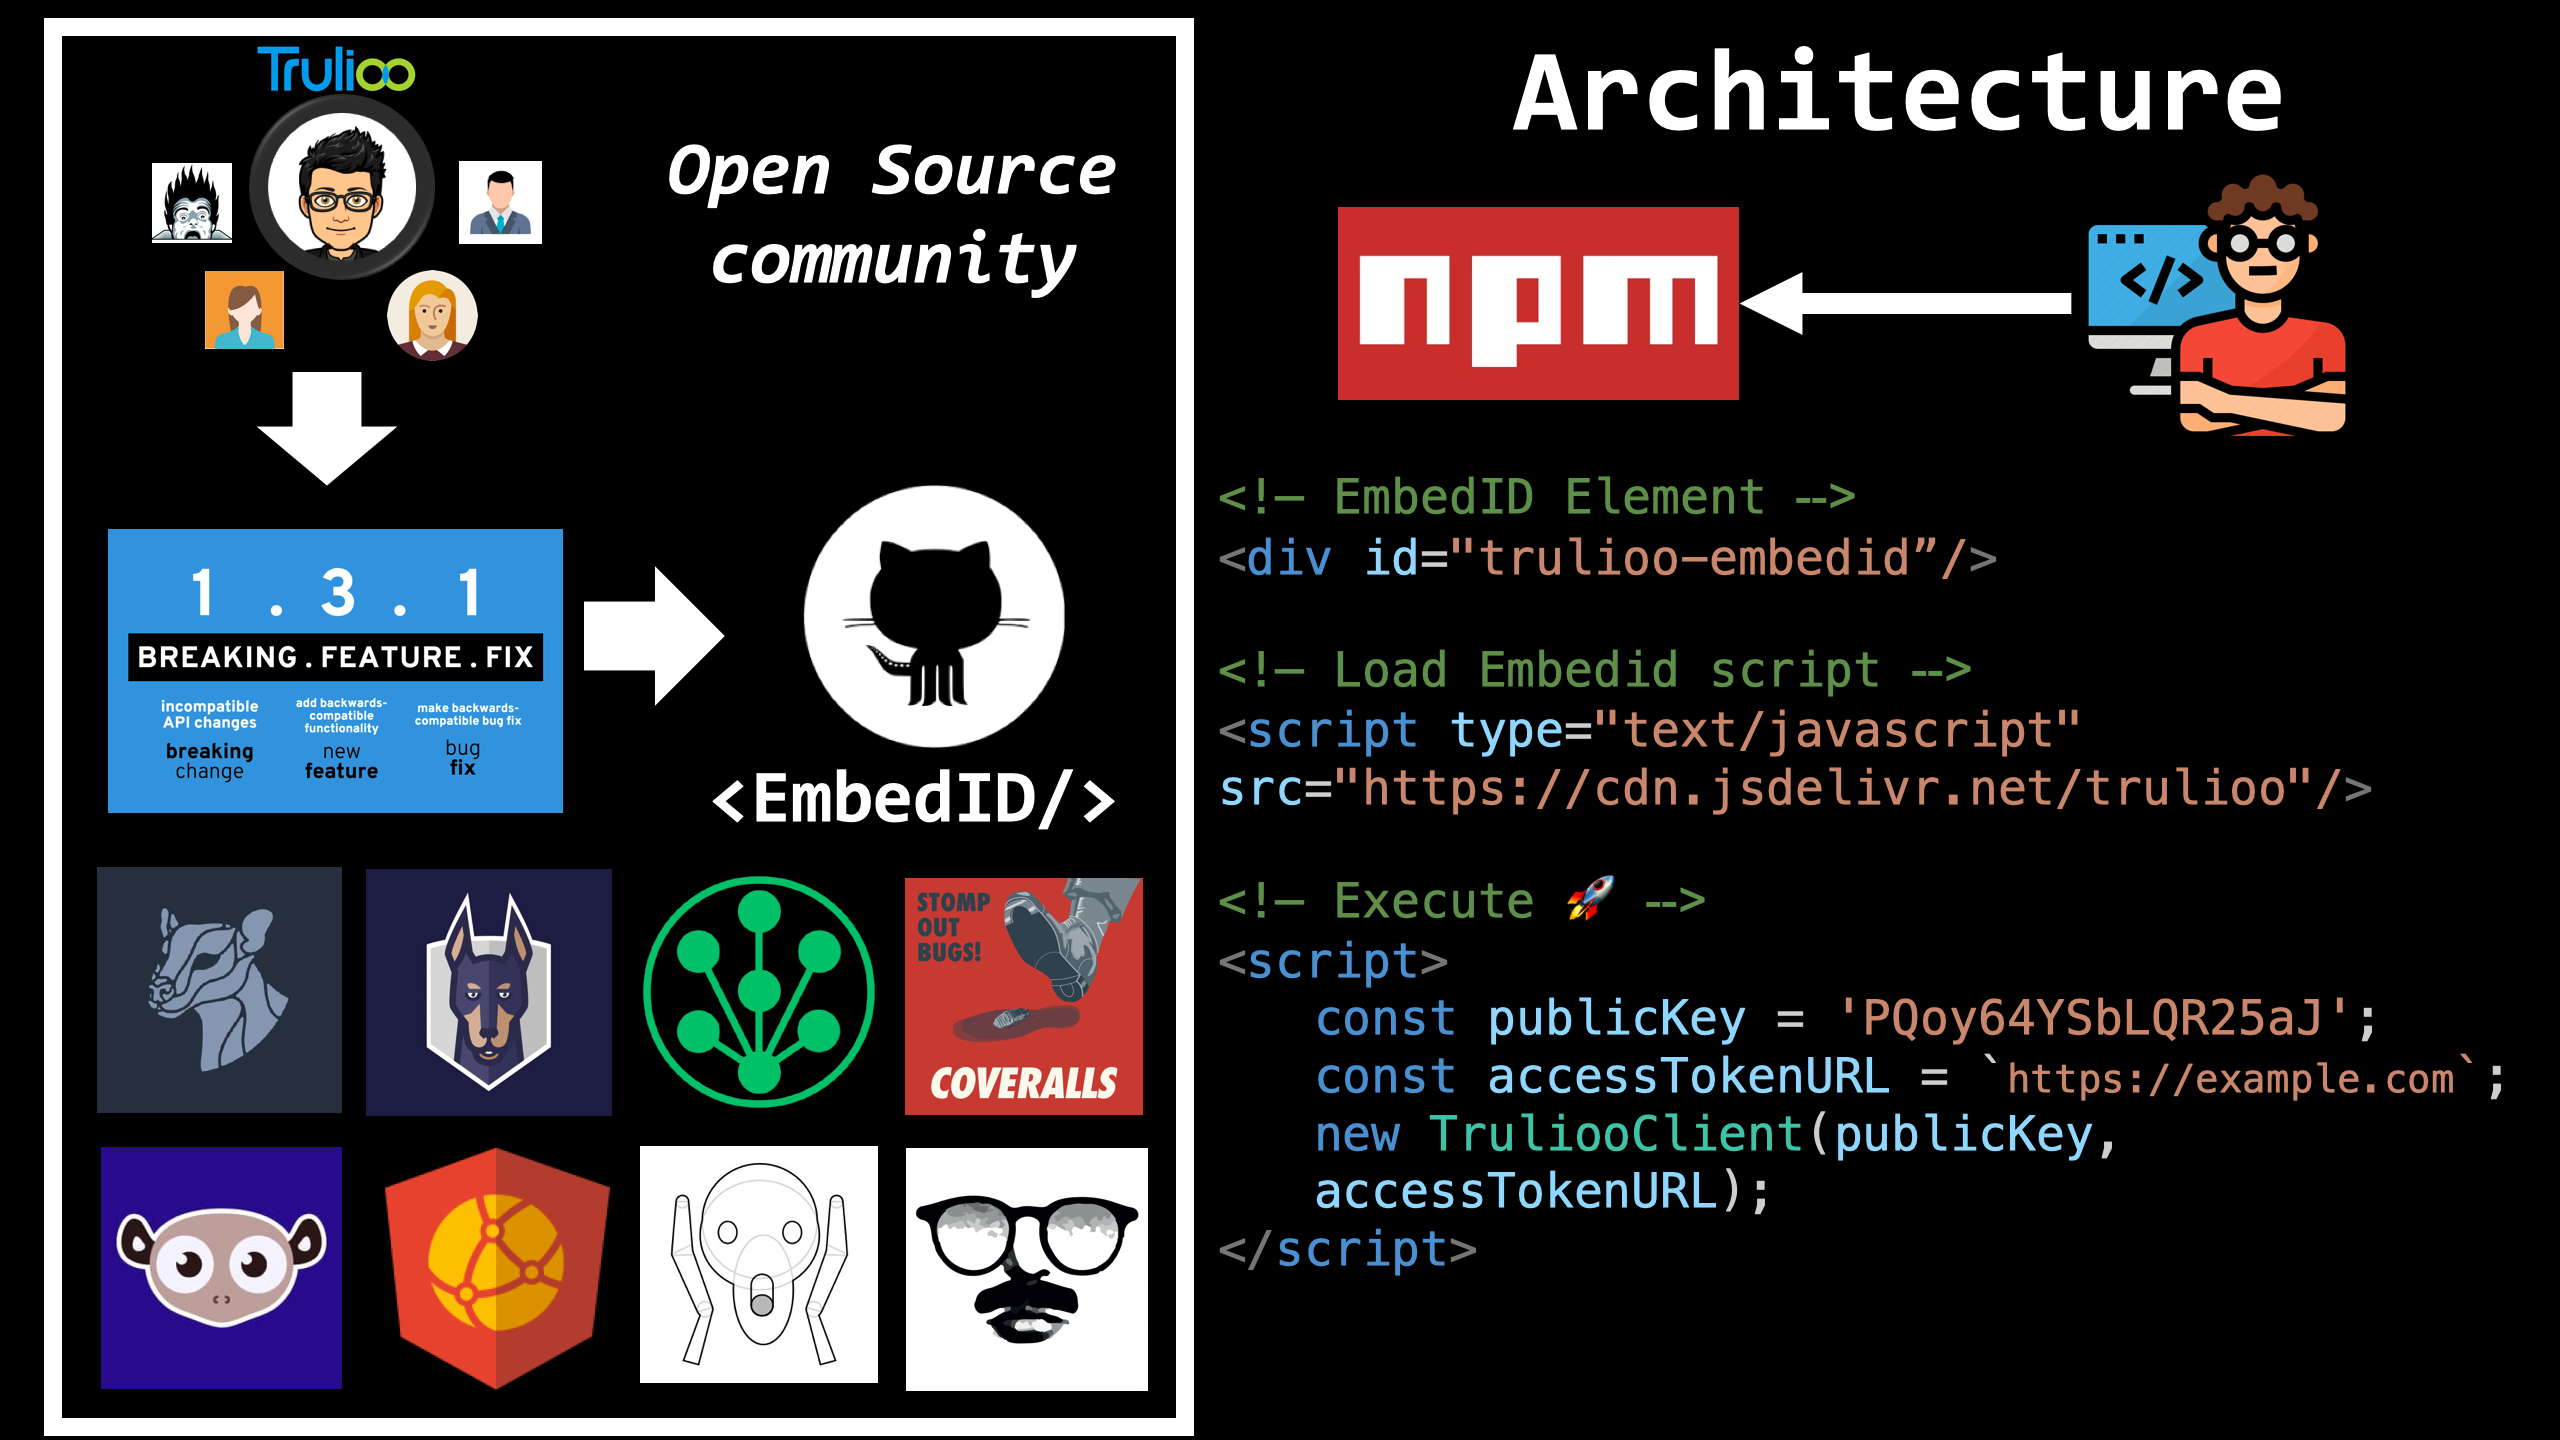 Trulioo
Open Source
community
1 . 3 . 1
BREAKING.FEATURE.FIX
incompatible
API changes
breaking
change
add backwards-
compatible
functionality
new
feature
make backwards-
compatible bug fix
bug
fix
<EmbedID/>
STOMP
OUT
BUGS!
COVERALLS
Architecture
npm
</>
<!— EmbedID Element -->
<div id="trulioo-embedid”/>
<!— Load Embedid script -->
<script type="text/javascript"
src="https://cdn.jsdelivr.net/trulioo"/>
<!— Execute 🚀 -->
<script>
const publicKey = 'PQoy64YSbLQR25aJ';
const accessTokenURL = `https://example.com`;
new TruliooClient(publicKey,
accessTokenURL);
</script>